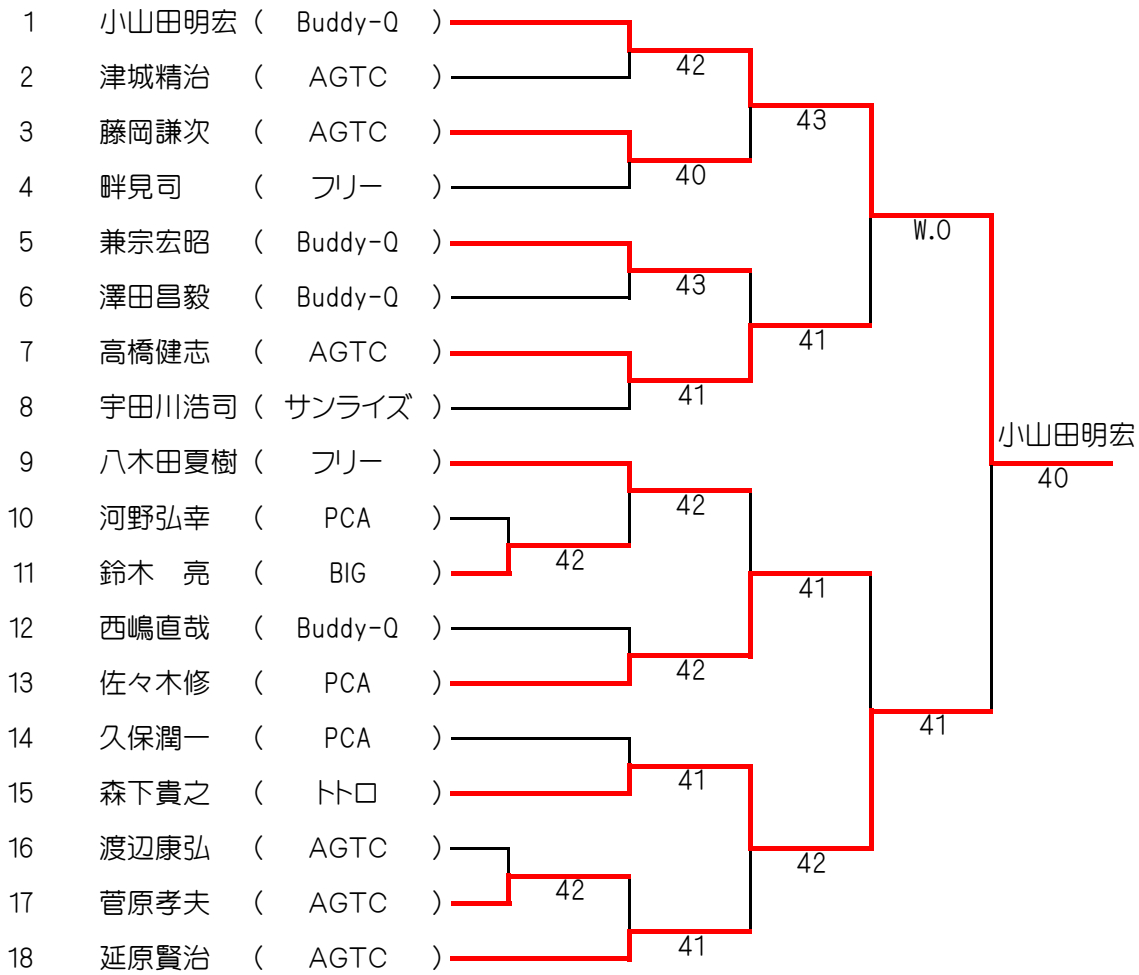 1 小山田明宏 ( Buddy-Q )
42
2 津城精治 ( AGTC )
43
3 藤岡謙次 ( AGTC )
40
4 畔見司 ( フリー )
W.O
5 兼宗宏昭 ( Buddy-Q )
43
6 澤田昌毅 ( Buddy-Q )
41
7 高橋健志 ( AGTC )
41
8 宇田川浩司 ( サンライズ )
小山田明宏
9 八木田夏樹 ( フリー )
40
42
10 河野弘幸 ( PCA )
42
11 鈴木 亮 ( BIG )
41
12 西嶋直哉 ( Buddy-Q )
42
13 佐々木修 ( PCA )
41
14 久保潤一 ( PCA )
41
15 森下貴之 ( トトロ )
16 渡辺康弘 ( AGTC )
42
42
17 菅原孝夫 ( AGTC )
41
18 延原賢治 ( AGTC )